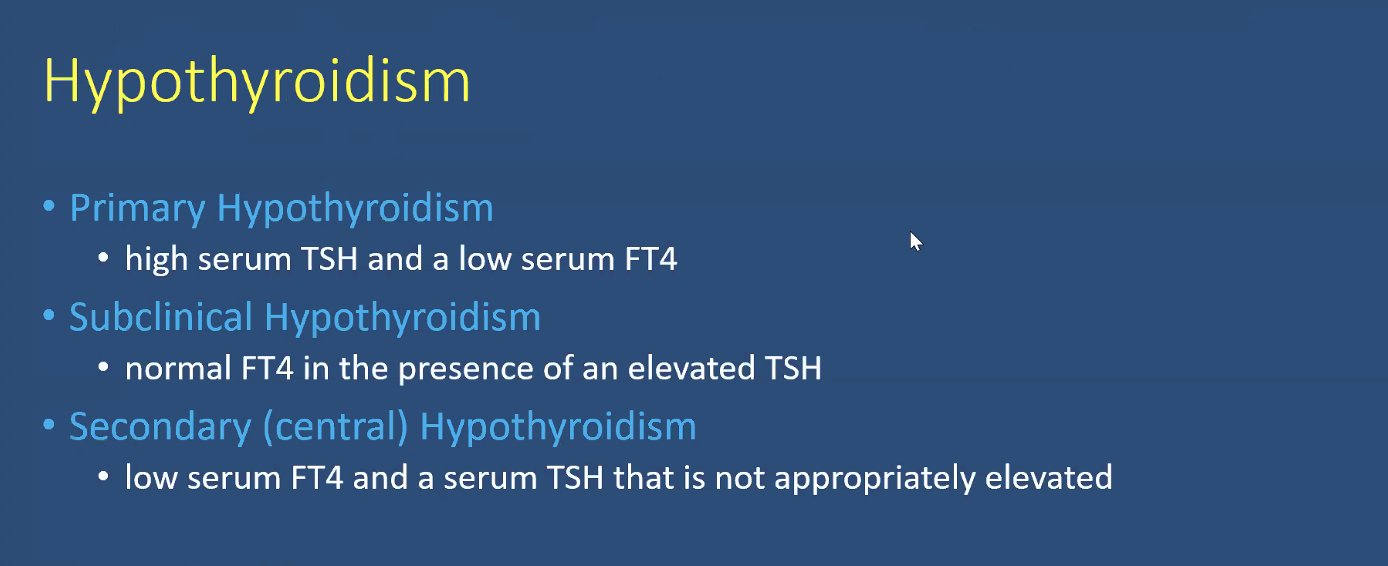 Hypothyroidism
• Primary Hypothyroidism
• high serum TSH and a low serum FT4
• Subclinical Hypothyroidism
• normal FT4 in the presence of an elevated TSH
• Secondary (central) Hypothyroidism
• low serum FT4 and a serum TSH that is not appropriately elevated